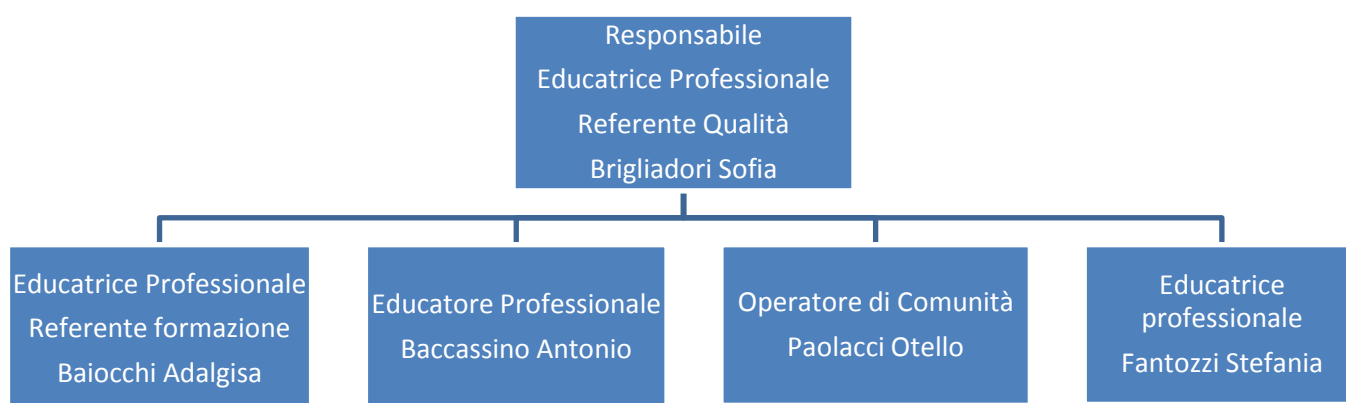 Responsabile
Educatrice Professionale
Referente Qualità
Brigliadori Sofia
Educatrice Professionale
Referente formazione
Baiocchi Adalgisa
Educatore Professionale
Baccassino Antonio
Operatore di Comunità
Paolacci Otello
Educatrice
professionale
Fantozzi Stefania